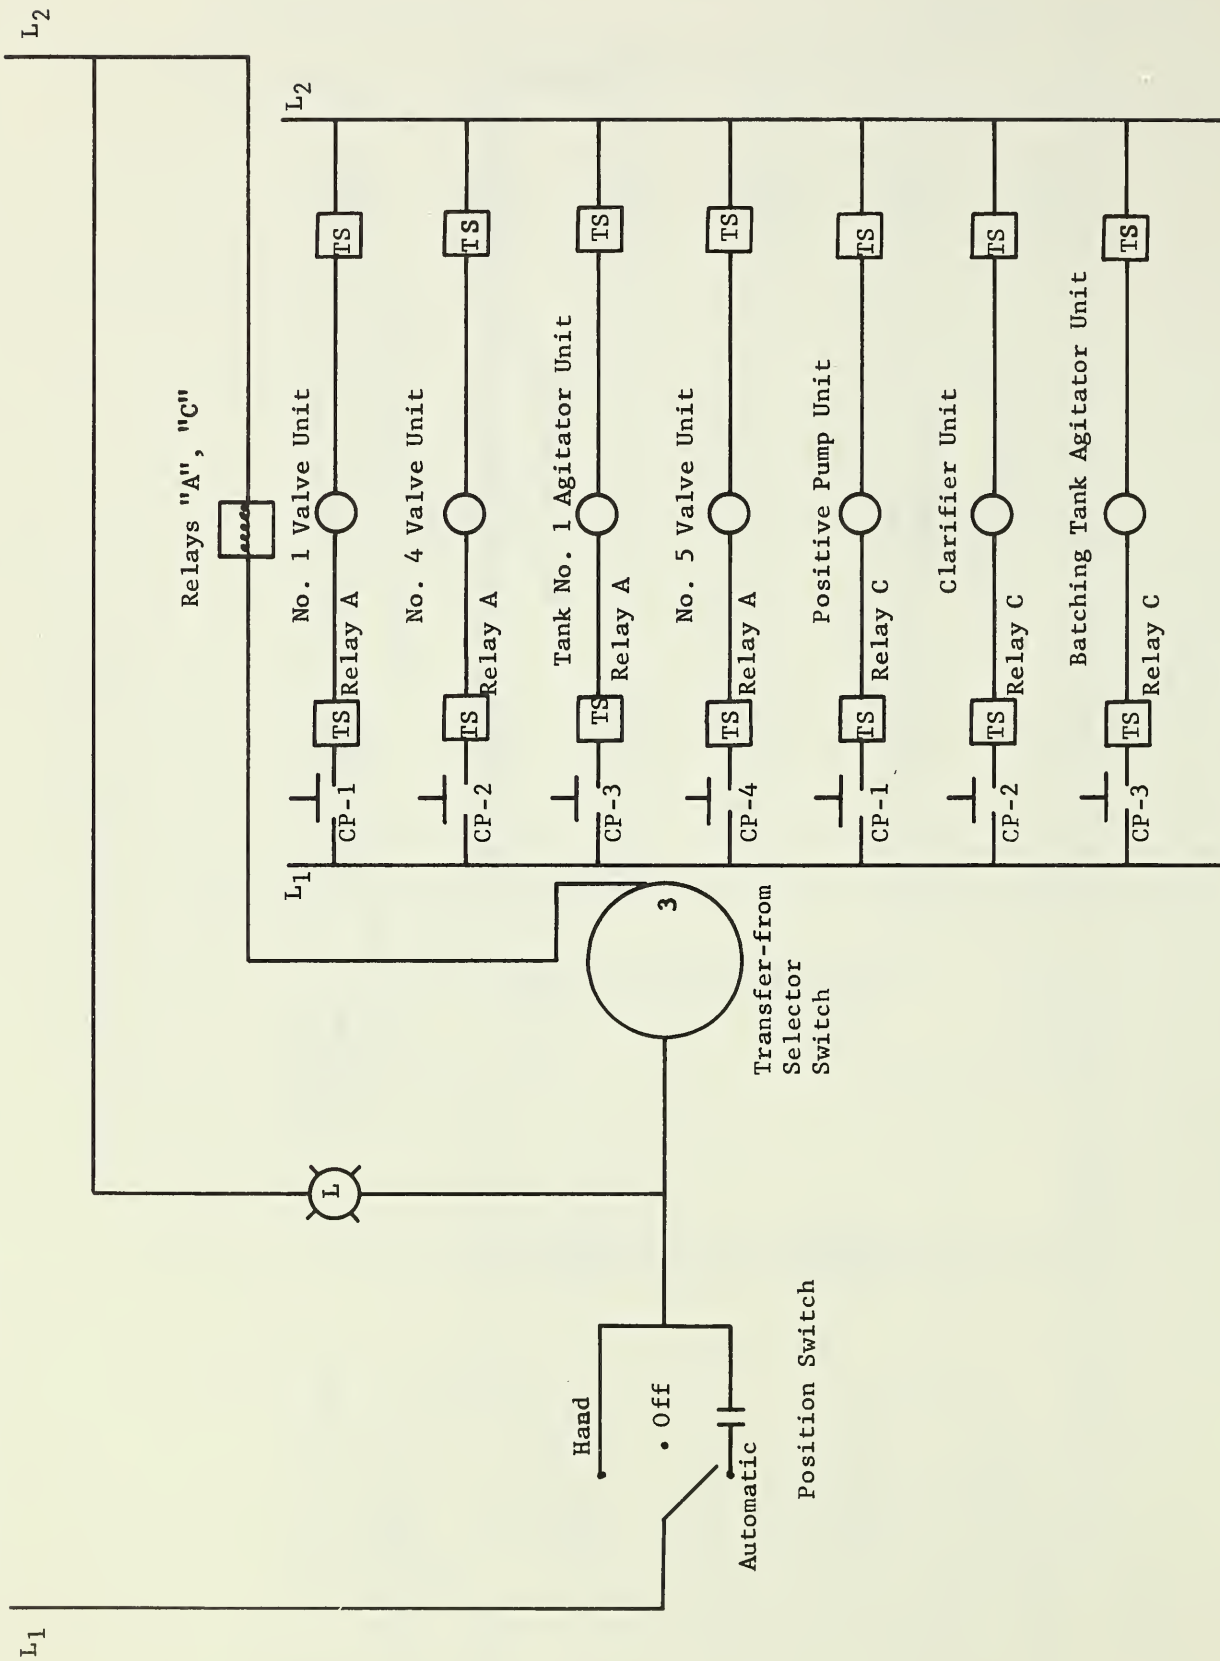 L1
L2
Relays "A", "C"
L1
L2
No. 1 Valve Unit
CP-1
TS
Relay A
TS
No. 4 Valve Unit
CP-2
TS
Relay A
TS
Tank No. 1 Agitator Unit
CP-3
TS
Relay A
TS
No. 5 Valve Unit
CP-4
TS
Relay A
TS
Positive Pump Unit
CP-1
TS
Relay C
TS
Clarifier Unit
CP-2
TS
Relay C
TS
Batching Tank Agitator Unit
CP-3
TS
Relay C
TS
L
3
Transfer-from
Selector
Switch
Hand
Off
Automatic
Position Switch